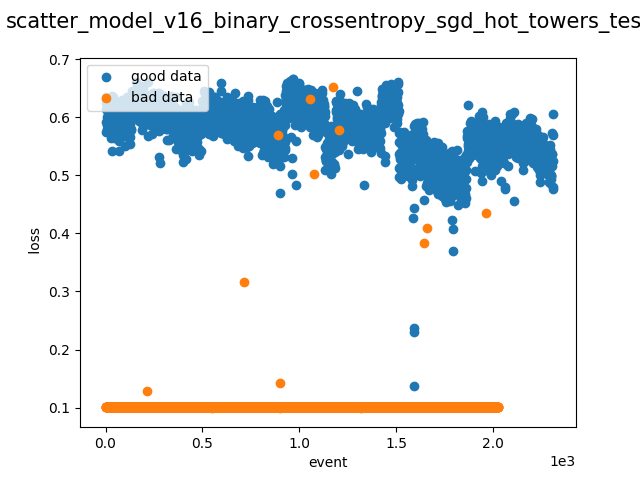 scatter_model_v16_binary_crossentropy_sgd_hot_towers_tes
good data
bad data
0.7
0.6
0.5
0.4
0.3
0.2
0.1
loss
0.0 0.5 1.0 1.5 2.0
1e3
event